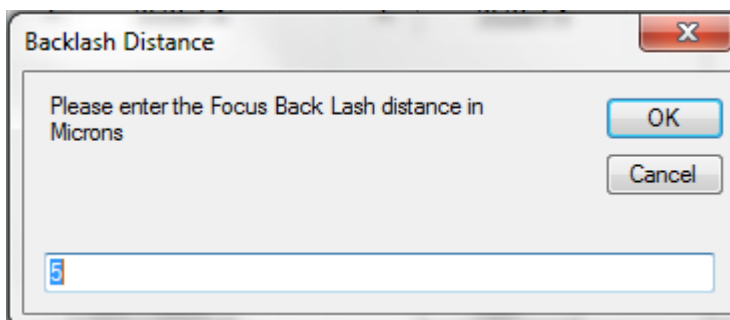 Backlash Distance
Please enter the Focus Back Lash distance in
Microns
OK
Cancel
5